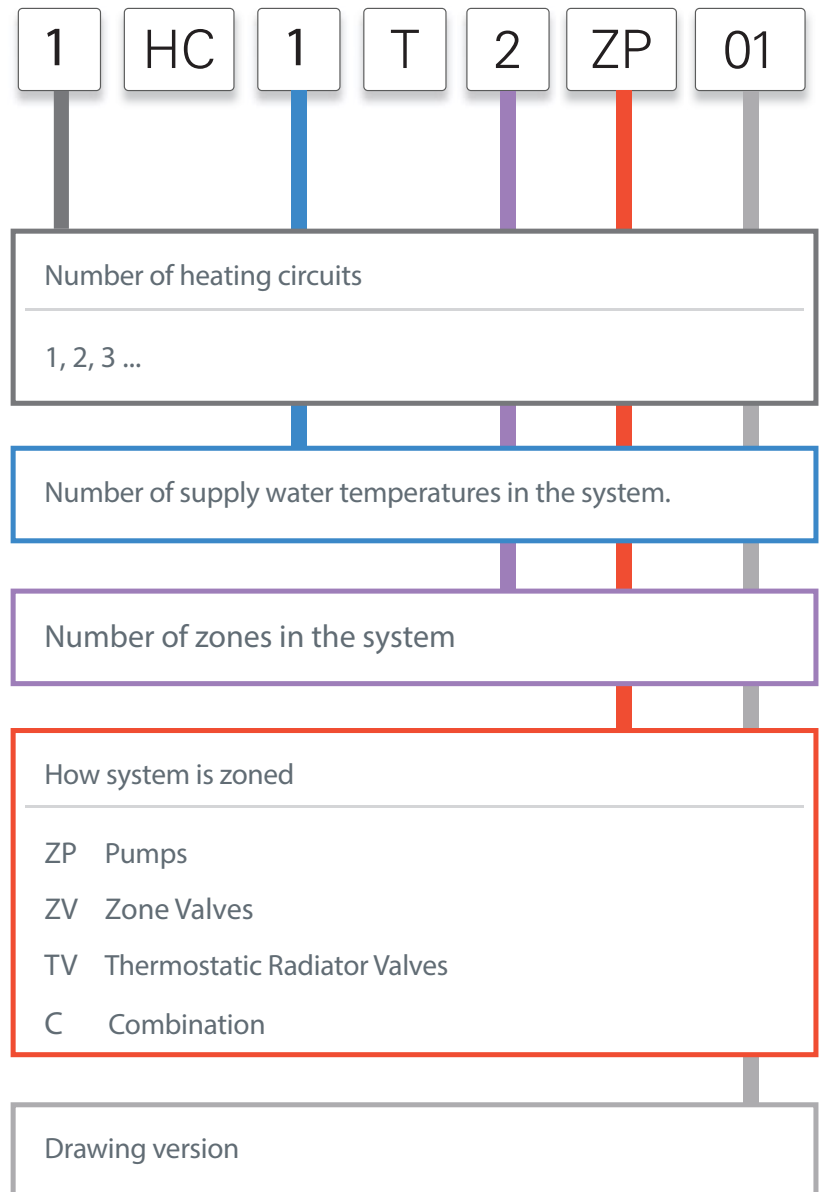 1 HC 1 T 2 ZP 01
Number of heating circuits
1, 2, 3 ...
Number of supply water temperatures in the system.
Number of zones in the system
How system is zoned
ZP Pumps
ZV Zone Valves
TV Thermostatic Radiator Valves
C Combination
Drawing version